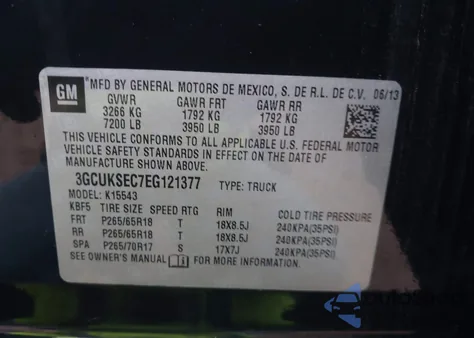 GM
MFD BY GENERAL MOTORS DE MEXICO, S. DE R.L. DE C.V. 06/13
GVWR GAWR FRT GAWR RR
3266 KG 1792 KG 1792 KG
7200 LB 3950 LB 3950 LB
THIS VEHICLE CONFORMS TO ALL APPLICABLE U.S. FEDERAL MOTOR
VEHICLE SAFETY STANDARDS IN EFFECT ON THE DATE OF
MANUFACTURE SHOWN ABOVE.
3GCUKSEC7EG121377 TYPE: TRUCK
MODEL: K15543
KBF5 TIRE SIZE SPEED RTG RIM COLD TIRE PRESSURE
FRT P265/65R18 T 18X8.5J 240KPA(35PSI)
RR P265/65R18 T 18X8.5J 240KPA(35PSI)
SPA P265/70R17 S 17X7J 240KPA(35PSI)
SEE OWNER'S MANUAL FOR MORE INFORMATION